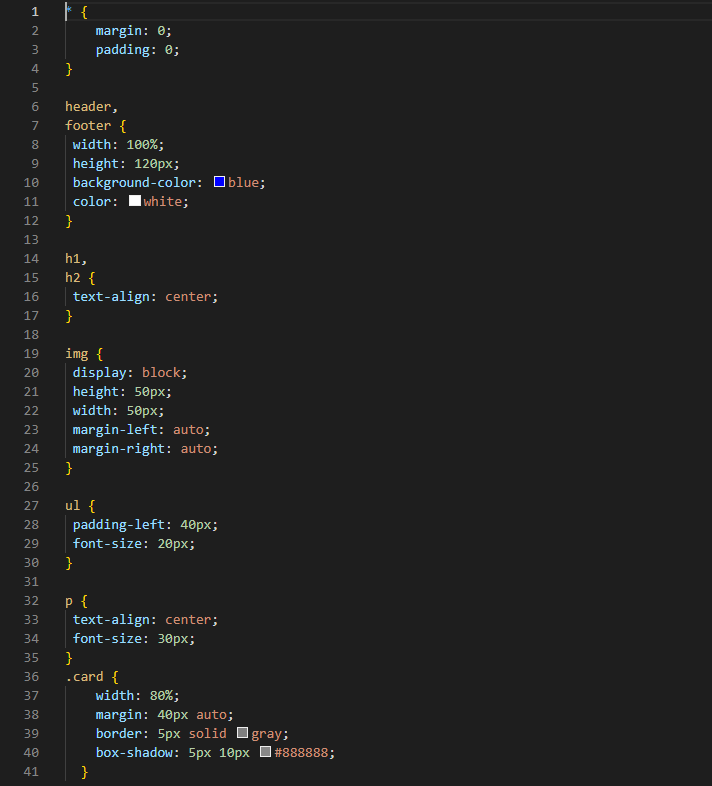 1 * {
2     margin: 0;
3     padding: 0;
4 }
5
6 header,
7 footer {
8  width: 100%;
9  height: 120px;
10  background-color: blue;
11  color: white;
12 }
13
14 h1,
15 h2 {
16  text-align: center;
17 }
18
19 img {
20  display: block;
21  height: 50px;
22  width: 50px;
23  margin-left: auto;
24  margin-right: auto;
25 }
26
27 ul {
28  padding-left: 40px;
29  font-size: 20px;
30 }
31
32 p {
33  text-align: center;
34  font-size: 30px;
35 }
36 .card {
37     width: 80%;
38     margin: 40px auto;
39     border: 5px solid gray;
40     box-shadow: 5px 10px #888888;
41   }